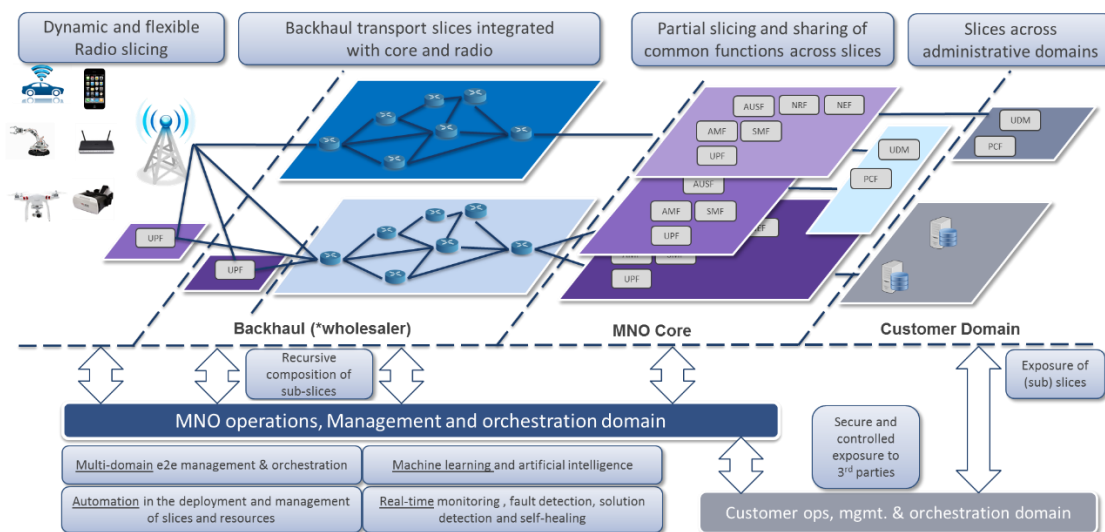 Dynamic and flexible
Radio slicing
Backhaul transport slices integrated
with core and radio
Partial slicing and sharing of
common functions across slices
Slices across
administrative domains
AUSF
NRF
NEF
AMF
SMF
UPF
UDM
PCF
UDM
PCF
AUSF
AMF
SMF
UPF
UPF
UPF
UPF
Backhaul (*wholesaler)
MNO Core
Customer Domain
Recursive
composition of
sub-slices
Exposure of
(sub) slices
MNO operations, Management and orchestration domain
Secure and
controlled
exposure to
3rd parties
Multi-domain e2e management & orchestration
Machine learning and artificial intelligence
Automation in the deployment and management
of slices and resources
Real-time monitoring , fault detection, solution
detection and self-healing
Customer ops, mgmt. & orchestration domain